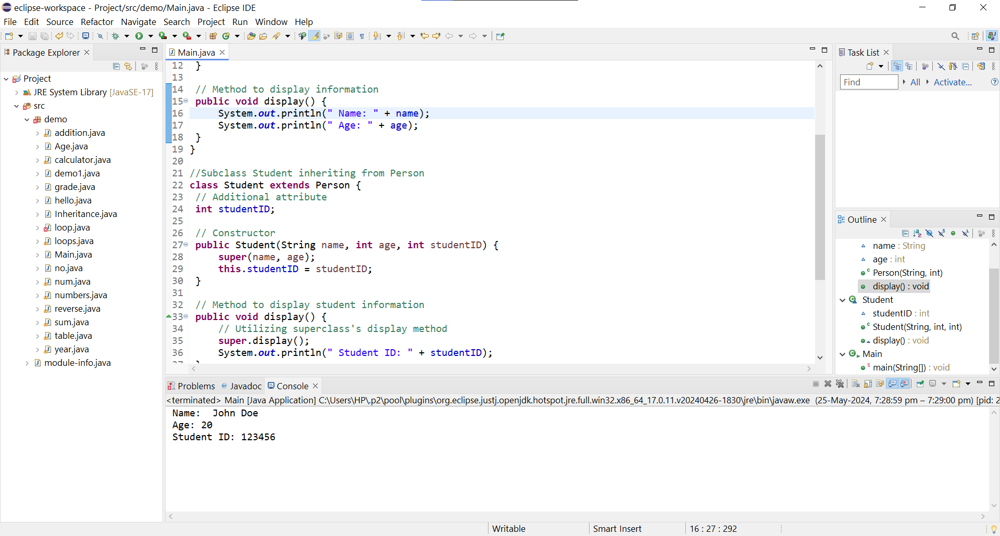 eclipse-workspace - Project/src/demo/Main.java - Eclipse IDE
File Edit Source Refactor Navigate Search Project Run Window Help
Package Explorer
Project
JRE System Library [JavaSE-17]
src
demo
addition.java
Age.java
calculator.java
demo1.java
grade.java
hello.java
Inheritance.java
loop.java
loops.java
Main.java
no.java
num.java
numbers.java
reverse.java
sum.java
table.java
year.java
module-info.java
Main.java
12 }
13
14 // Method to display information
15 public void display() {
16 System.out.println(" Name: " + name);
17 System.out.println(" Age: " + age);
18 }
19 }
20
21 //Subclass Student inheriting from Person
22 class Student extends Person {
23 // Additional attribute
24 int studentID;
25
26 // Constructor
27 public Student(String name, int age, int studentID) {
28 super(name, age);
29 this.studentID = studentID;
30 }
31
32 // Method to display student information
33 public void display() {
34 // Utilizing superclass's display method
35 super.display();
36 System.out.println(" Student ID: " + studentID);
37 }
Task List
Find All Activate...
Outline
name : String
age : int
Person(String, int)
display() : void
Student
studentID : int
Student(String, int, int)
display() : void
Main
main(String[]) : void
Problems @ Javadoc Console
<terminated> Main [Java Application] C:\Users\HP\.p2\pool\plugins\org.eclipse.justj.openjdk.hotspot.jre.full.win32.x86_64_17.0.11.v20240426-1830\jre\bin\javaw.exe (25-May-2024, 7:28:59 pm – 7:29:00 pm) [pid: 2
Name:  John Doe
Age: 20
Student ID: 123456
Writable Smart Insert 16 : 27 : 292